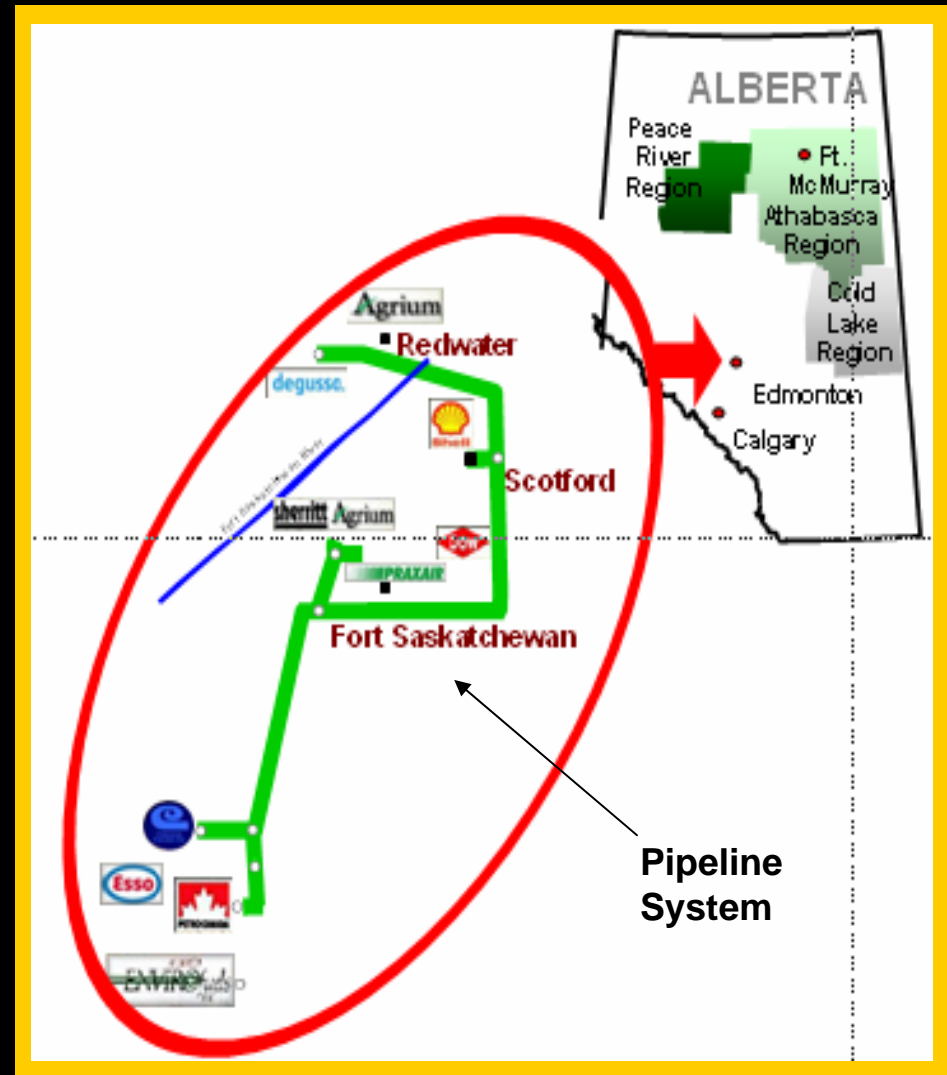 ALBERTA
Peace
River
Region
Ft.
McMurray
Athabasca
Region
Cold
Lake
Region
Edmonton
Calgary
Agrium
Redwater
degussa.
Shell
Scotford
sherritt Agrium
DOW
PRAXAIR
Fort Saskatchewan
Esso
PETRO-CANADA
Pipeline
System